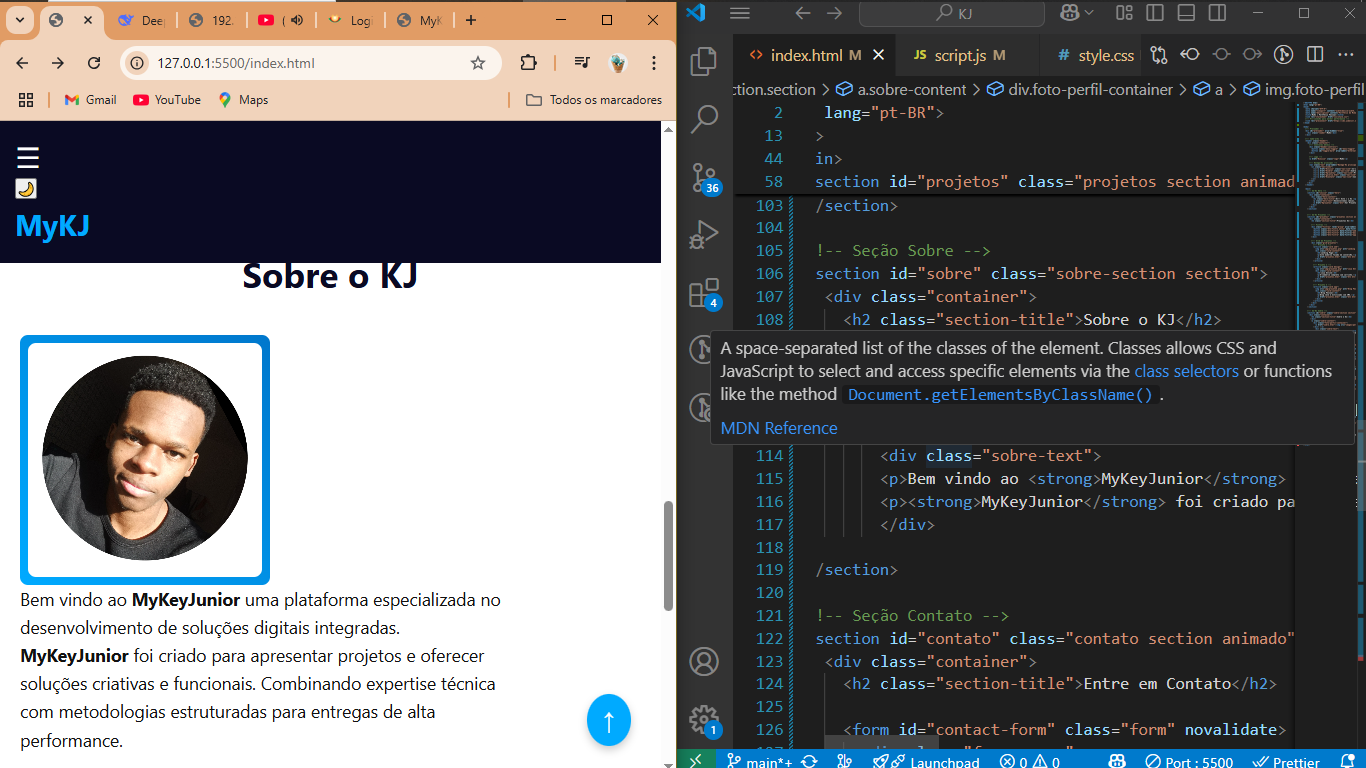 Deep
192.
(
Logi
MyK
127.0.0.1:5500/index.html
Gmail
YouTube
Maps
Todos os marcadores
☰
MyKJ
Sobre o KJ
Bem vindo ao MyKeyJunior uma plataforma especializada no
desenvolvimento de soluções digitais integradas.
MyKeyJunior foi criado para apresentar projetos e oferecer
soluções criativas e funcionais. Combinando expertise técnica
com metodologias estruturadas para entregas de alta
performance.
↑
KJ
index.html M
JS script.js M
# style.css
ction.section > a.sobre-content > div.foto-perfil-container > a > img.foto-perfil
2 lang="pt-BR">
13 >
44 in>
58 section id="projetos" class="projetos section animad
103 /section>
104
105 !-- Seção Sobre -->
106 section id="sobre" class="sobre-section section">
107 <div class="container">
108 <h2 class="section-title">Sobre o KJ</h2>
A space-separated list of the classes of the element. Classes allows CSS and
JavaScript to select and access specific elements via the class selectors or functions
like the method Document.getElementsByClassName() .
MDN Reference
114 <div class="sobre-text">
115 <p>Bem vindo ao <strong>MyKeyJunior</strong>
116 <p><strong>MyKeyJunior</strong> foi criado pa
117 </div>
118
119 /section>
120
121 !-- Seção Contato -->
122 section id="contato" class="contato section animado"
123 <div class="container">
124 <h2 class="section-title">Entre em Contato</h2>
125
126 <form id="contact-form" class="form" novalidate>
36
4
1
main*+
Launchpad
0
0
Port : 5500
Prettier